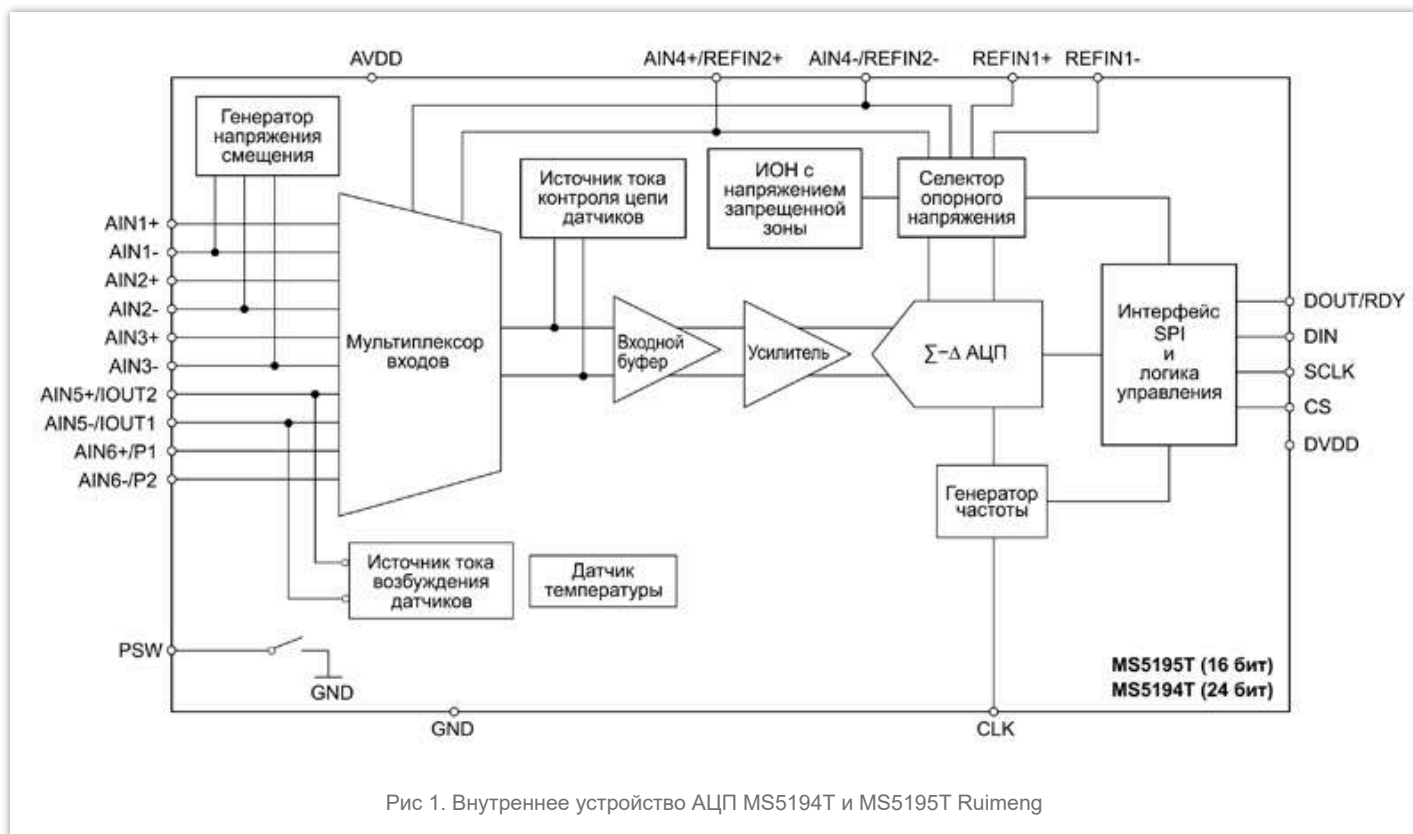 AVDD
AIN4+/REFIN2+
AIN4-/REFIN2-
REFIN1+
REFIN1-
Генератор
напряжения
смещения
Источник тока
контроля цепи
датчиков
ИОН с
напряжением
запрещенной
зоны
Селектор
опорного
напряжения
AIN1+
AIN1-
AIN2+
AIN2-
AIN3+
AIN3-
AIN5+/IOUT2
AIN5-/IOUT1
AIN6+/P1
AIN6-/P2
Мультиплексор
входов
Входной
буфер
Усилитель
∑−Δ АЦП
Интерфейс
SPI
и
логика
управления
DOUT/RDY
DIN
SCLK
CS
DVDD
Генератор
частоты
Источник тока
возбуждения
датчиков
Датчик
температуры
PSW
GND
MS5195T (16 бит)
MS5194T (24 бит)
GND
CLK
Рис 1. Внутреннее устройство АЦП MS5194T и MS5195T Ruimeng